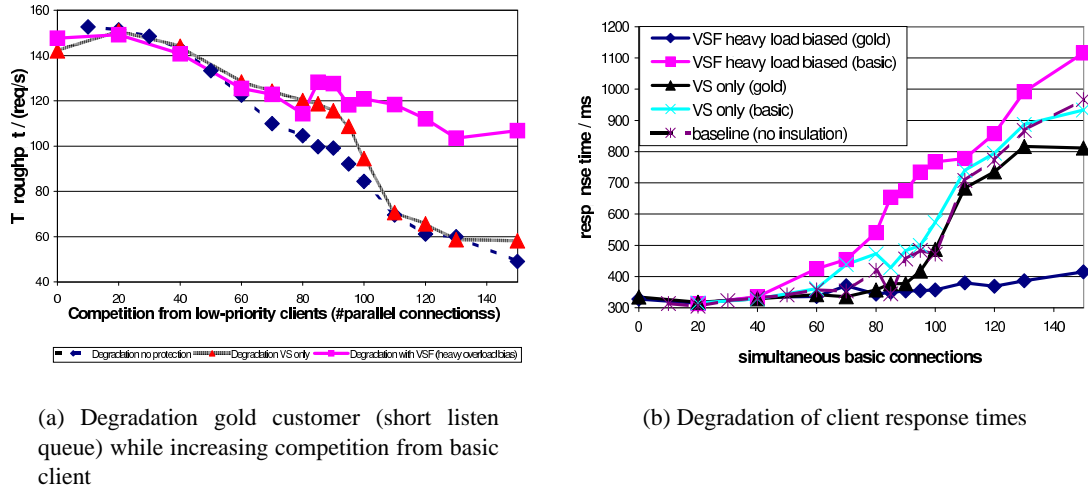 160
140
120
100
80
60
40
0 20 40 60 80 100 120 140
T roughp t / (req/s)
Competition from low-priority clients (#parallel connectionss)
Degradation no protection Degradation VS only Degradation with VSF (heavy overload bias)
(a) Degradation gold customer (short listen
queue) while increasing competition from basic
client
1200
1100
1000
900
800
700
600
500
400
300
0 20 40 60 80 100 120 140
resp nse time / ms
simultaneous basic connections
VSF heavy load biased (gold)
VSF heavy load biased (basic)
VS only (gold)
VS only (basic)
baseline (no insulation)
(b) Degradation of client response times